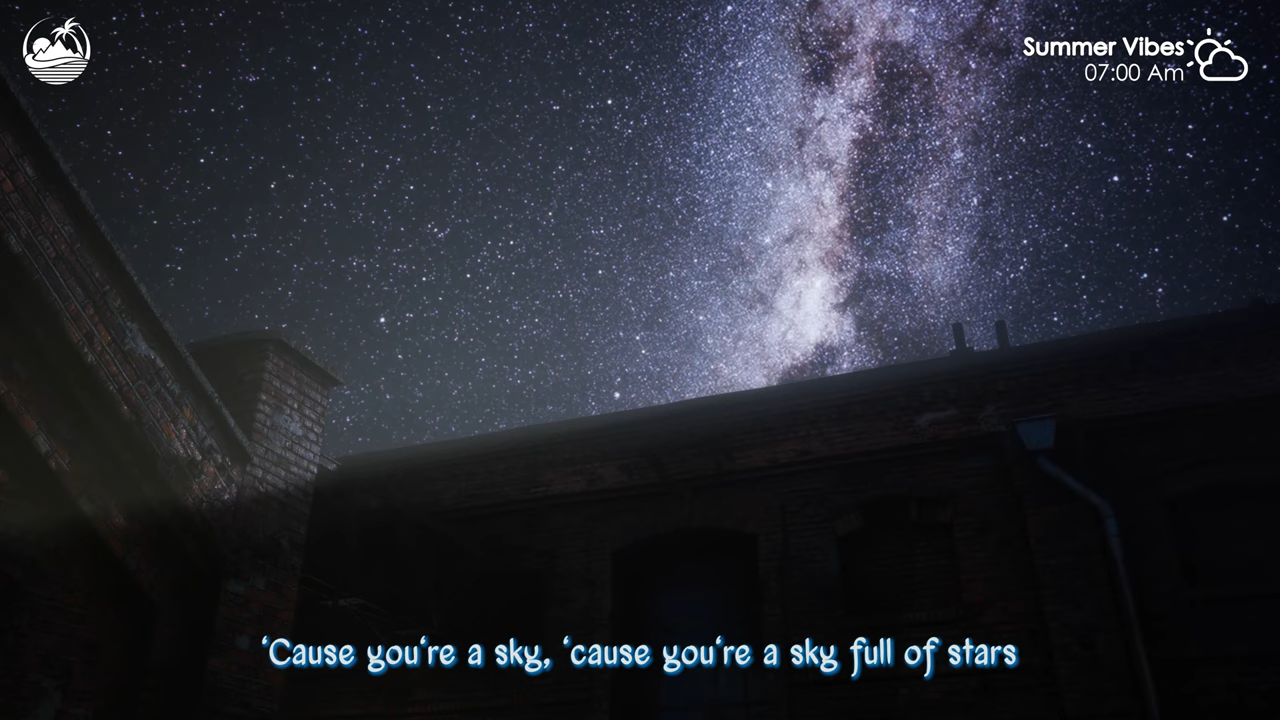 Summer Vibes
07:00 Am
‘Cause you‘re a sky, ‘cause you‘re a sky full of stars